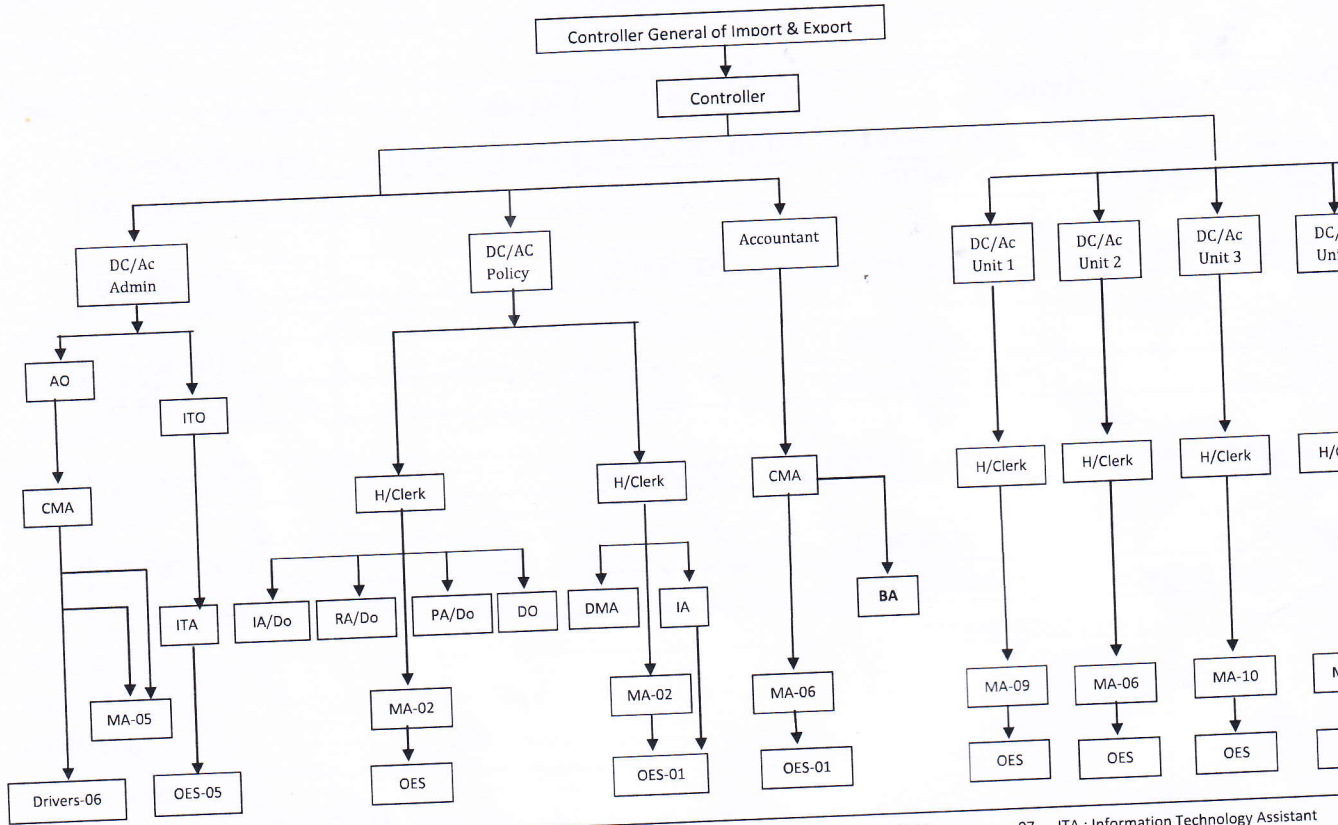 Controller General of Import & Export
Controller
DC/Ac
Admin
DC/AC
Policy
Accountant
DC/Ac
Unit 1
DC/Ac
Unit 2
DC/Ac
Unit 3
AO
ITO
CMA
H/Clerk
H/Clerk
CMA
H/Clerk
H/Clerk
H/Clerk
ITA
IA/Do
RA/Do
PA/Do
DO
DMA
IA
BA
MA-05
MA-02
MA-02
MA-06
MA-09
MA-06
MA-10
Drivers-06
OES-05
OES
OES-01
OES-01
OES
OES
OES
07 ITA : Information Technology Assistant